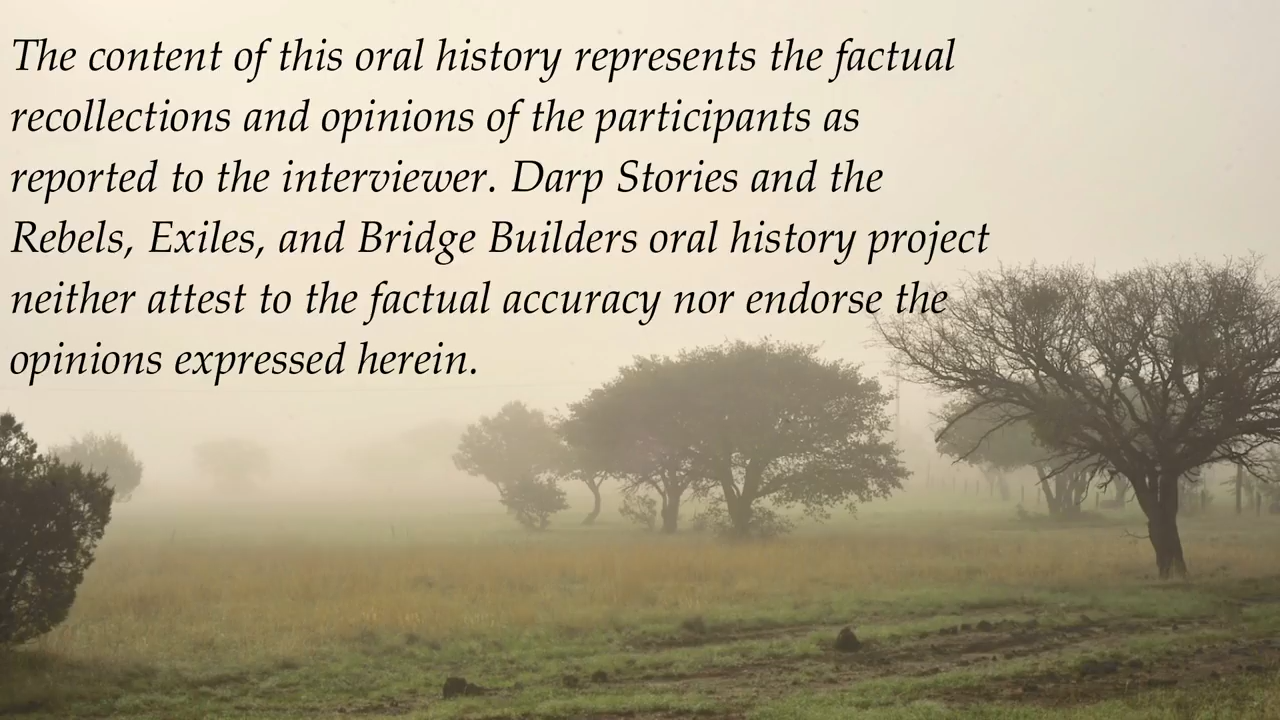 The content of this oral history represents the factual
recollections and opinions of the participants as
reported to the interviewer. Darp Stories and the
Rebels, Exiles, and Bridge Builders oral history project
neither attest to the factual accuracy nor endorse the
opinions expressed herein.